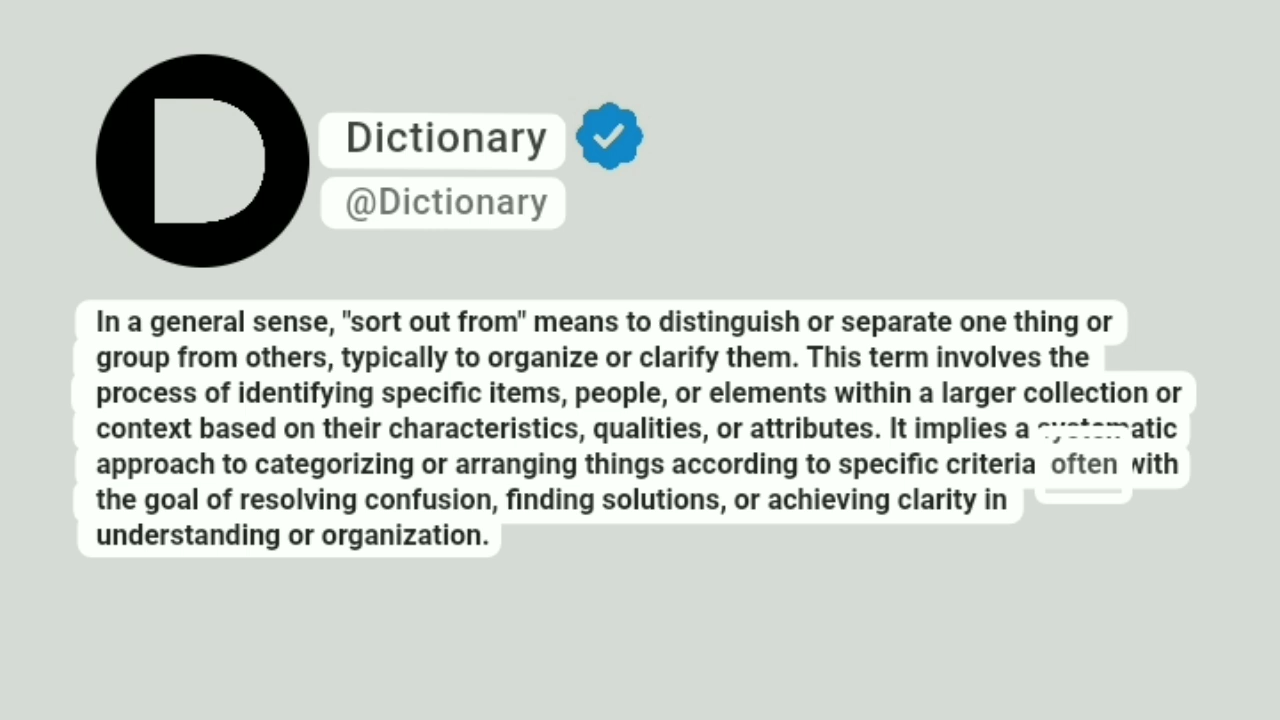 Dictionary
@Dictionary
In a general sense, "sort out from" means to distinguish or separate one thing or
group from others, typically to organize or clarify them. This term involves the
process of identifying specific items, people, or elements within a larger collection or
context based on their characteristics, qualities, or attributes. It implies a systematic
approach to categorizing or arranging things according to specific criteria often with
the goal of resolving confusion, finding solutions, or achieving clarity in
understanding or organization.